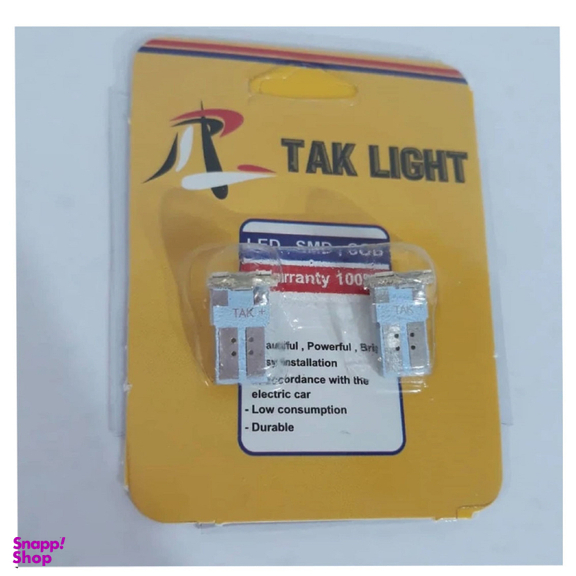 TAK LIGHT
LED , SMD , COB
Warranty 100%
TAK +
TAK
Beautiful , Powerful ,
installation
accordance with the
electric car
- Low consumption
- Durable
Snapp!
Shop